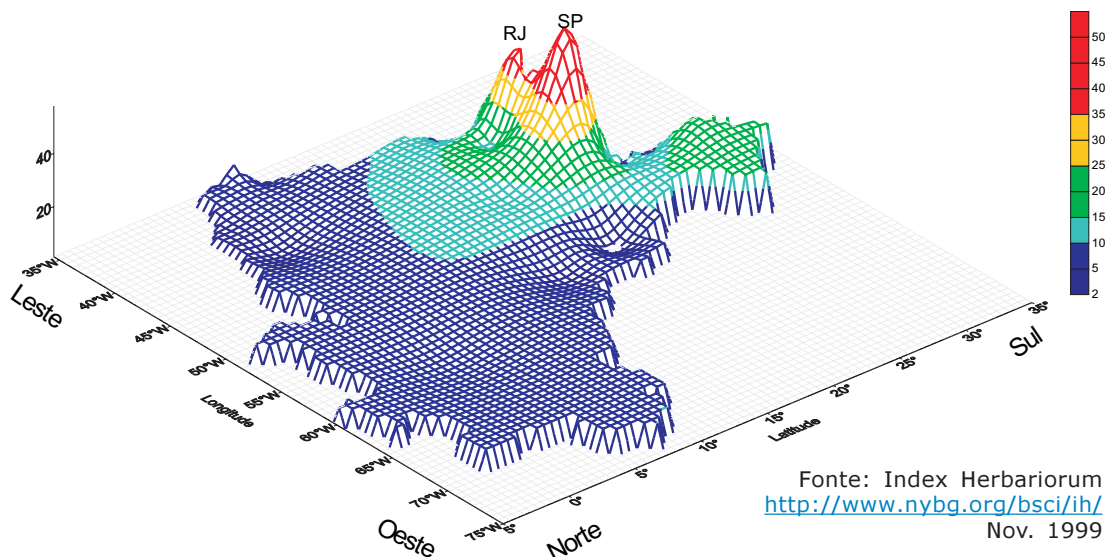 RJ
SP
50
45
40
35
30
25
20
15
10
5
2
40
20
35°W
40°W
45°W
50°W
55°W
60°W
65°W
70°W
75°W
Leste
Longitude
Oeste
5°
0°
5°
10°
15°
20°
25°
30°
35°
Norte
Latitude
Sul
Fonte: Index Herbariorum
http://www.nybg.org/bsci/ih/
Nov. 1999